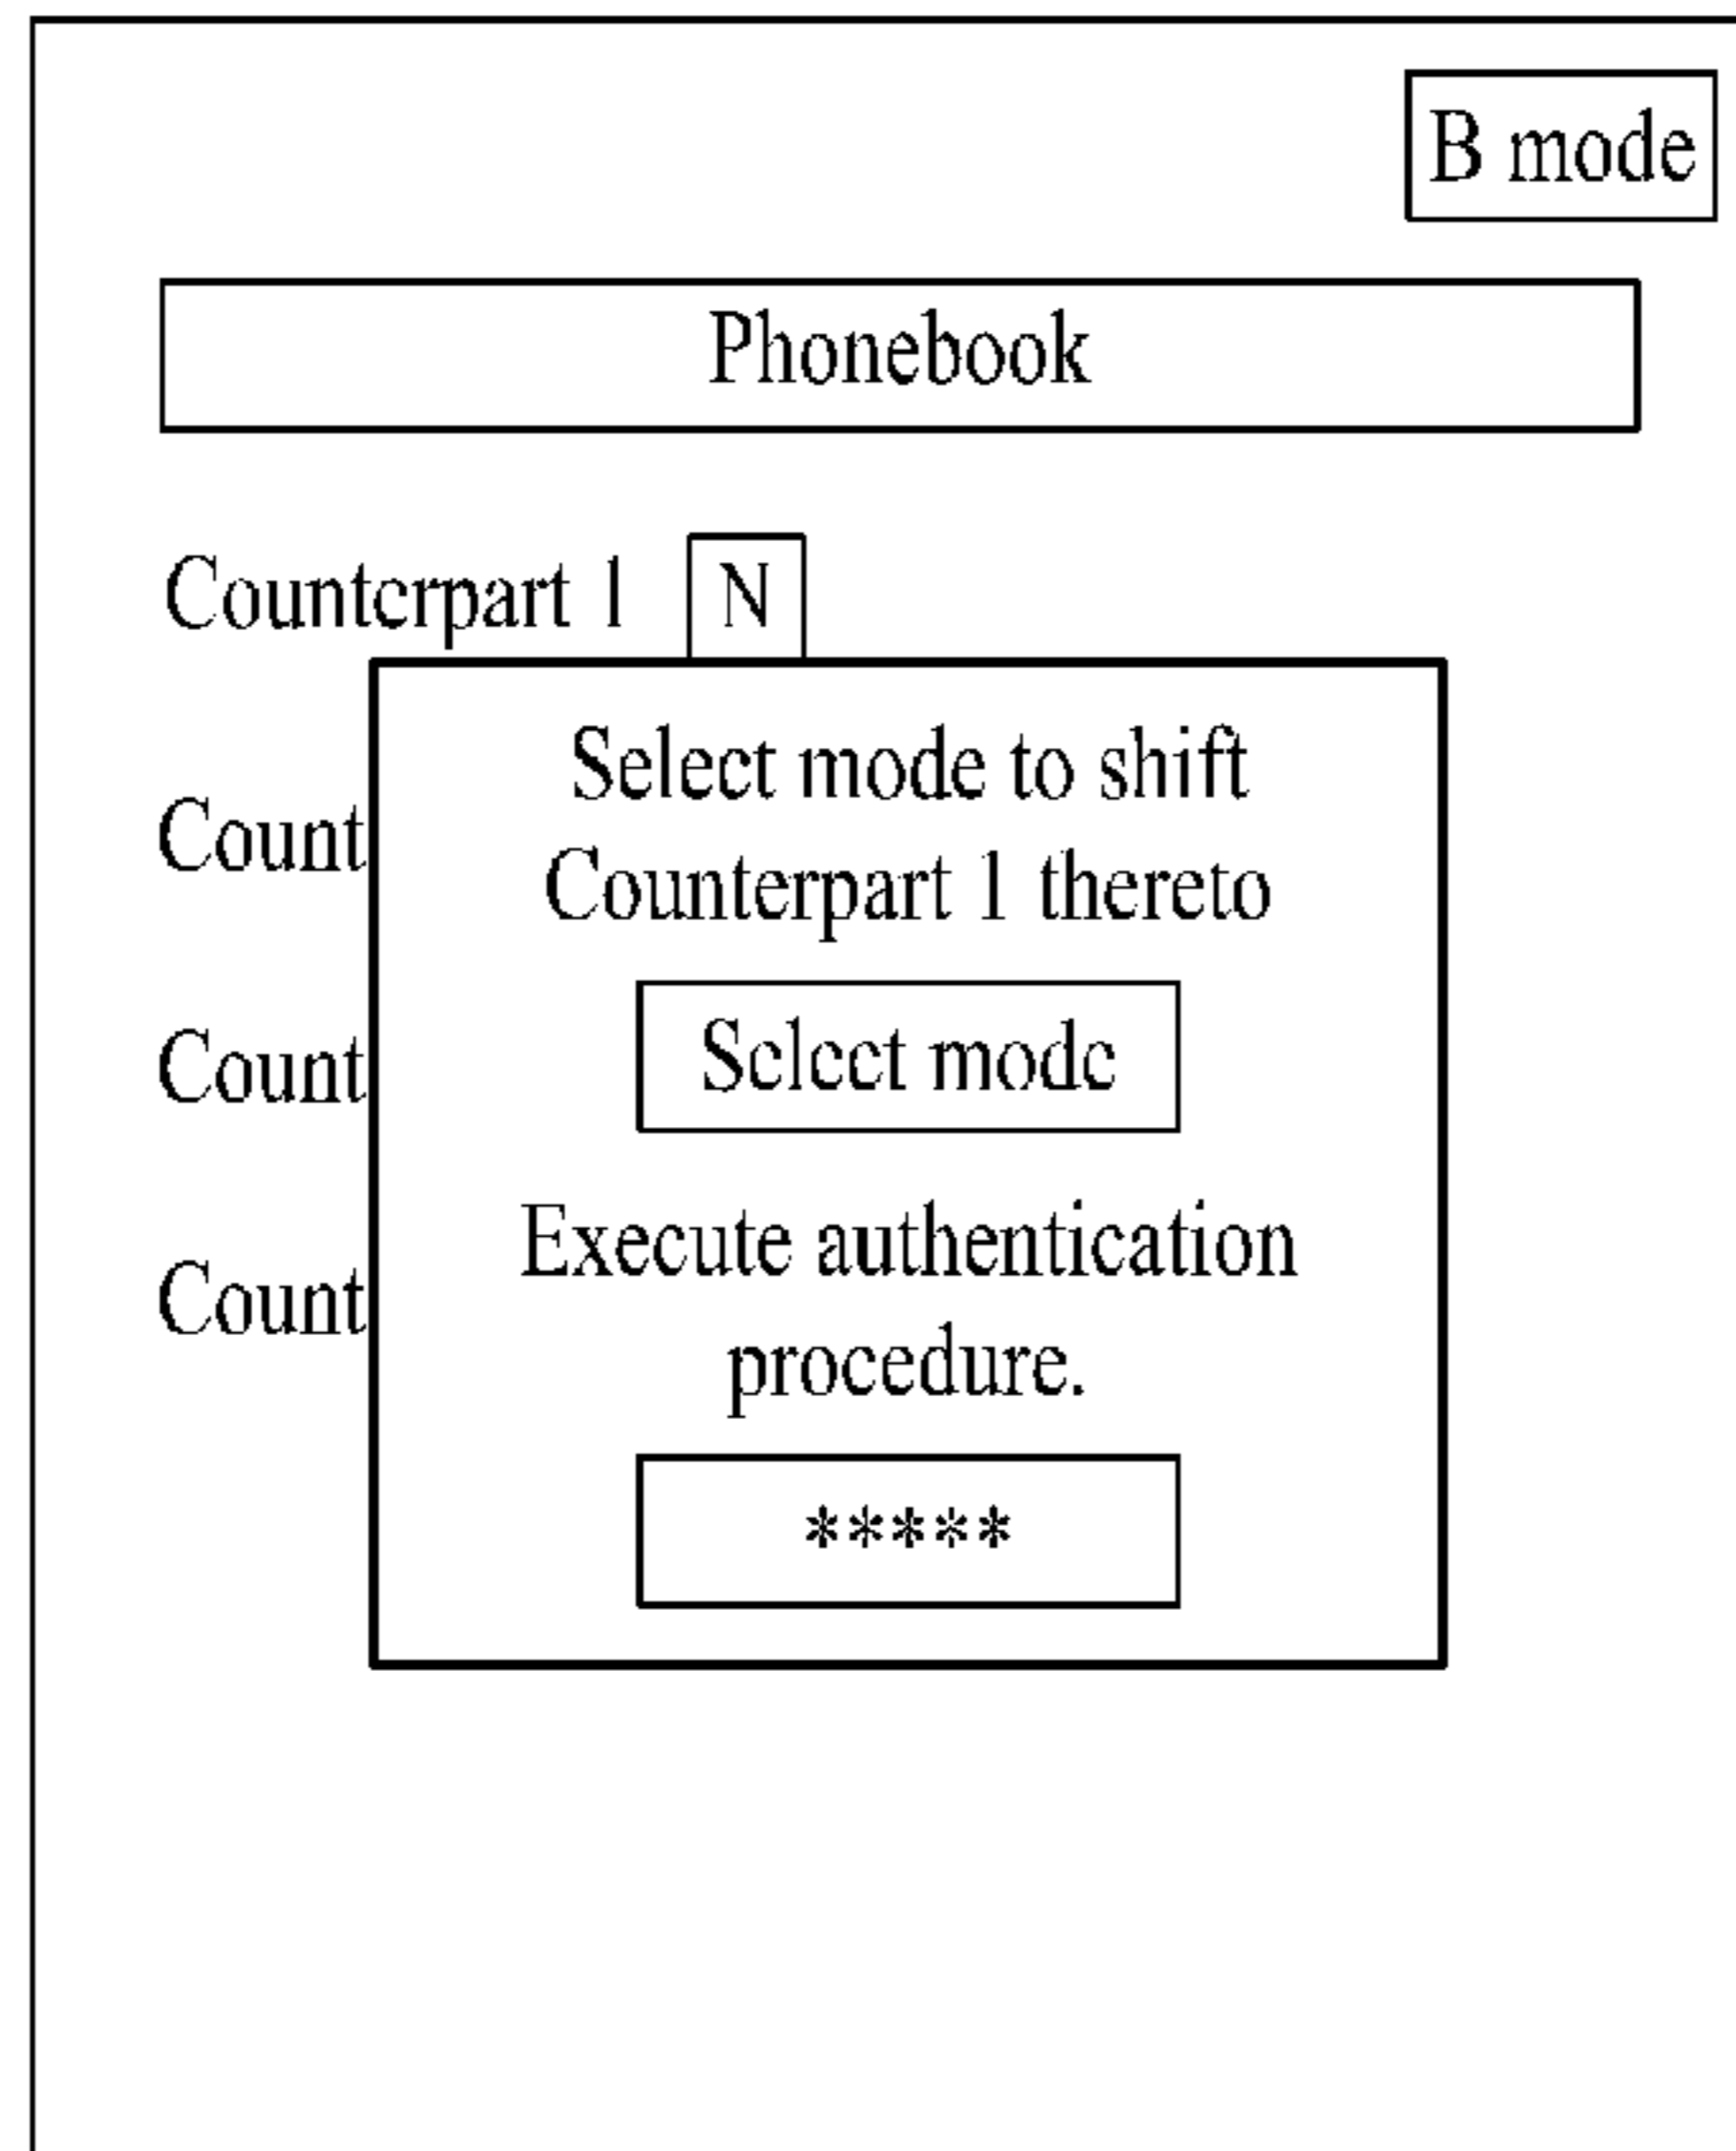 B mode
Phonebook
Counterpart 1 N
Select mode to shift
Count
Counterpart 1 thereto
Count
Select mode
Execute authentication
Count
procedure.
*****